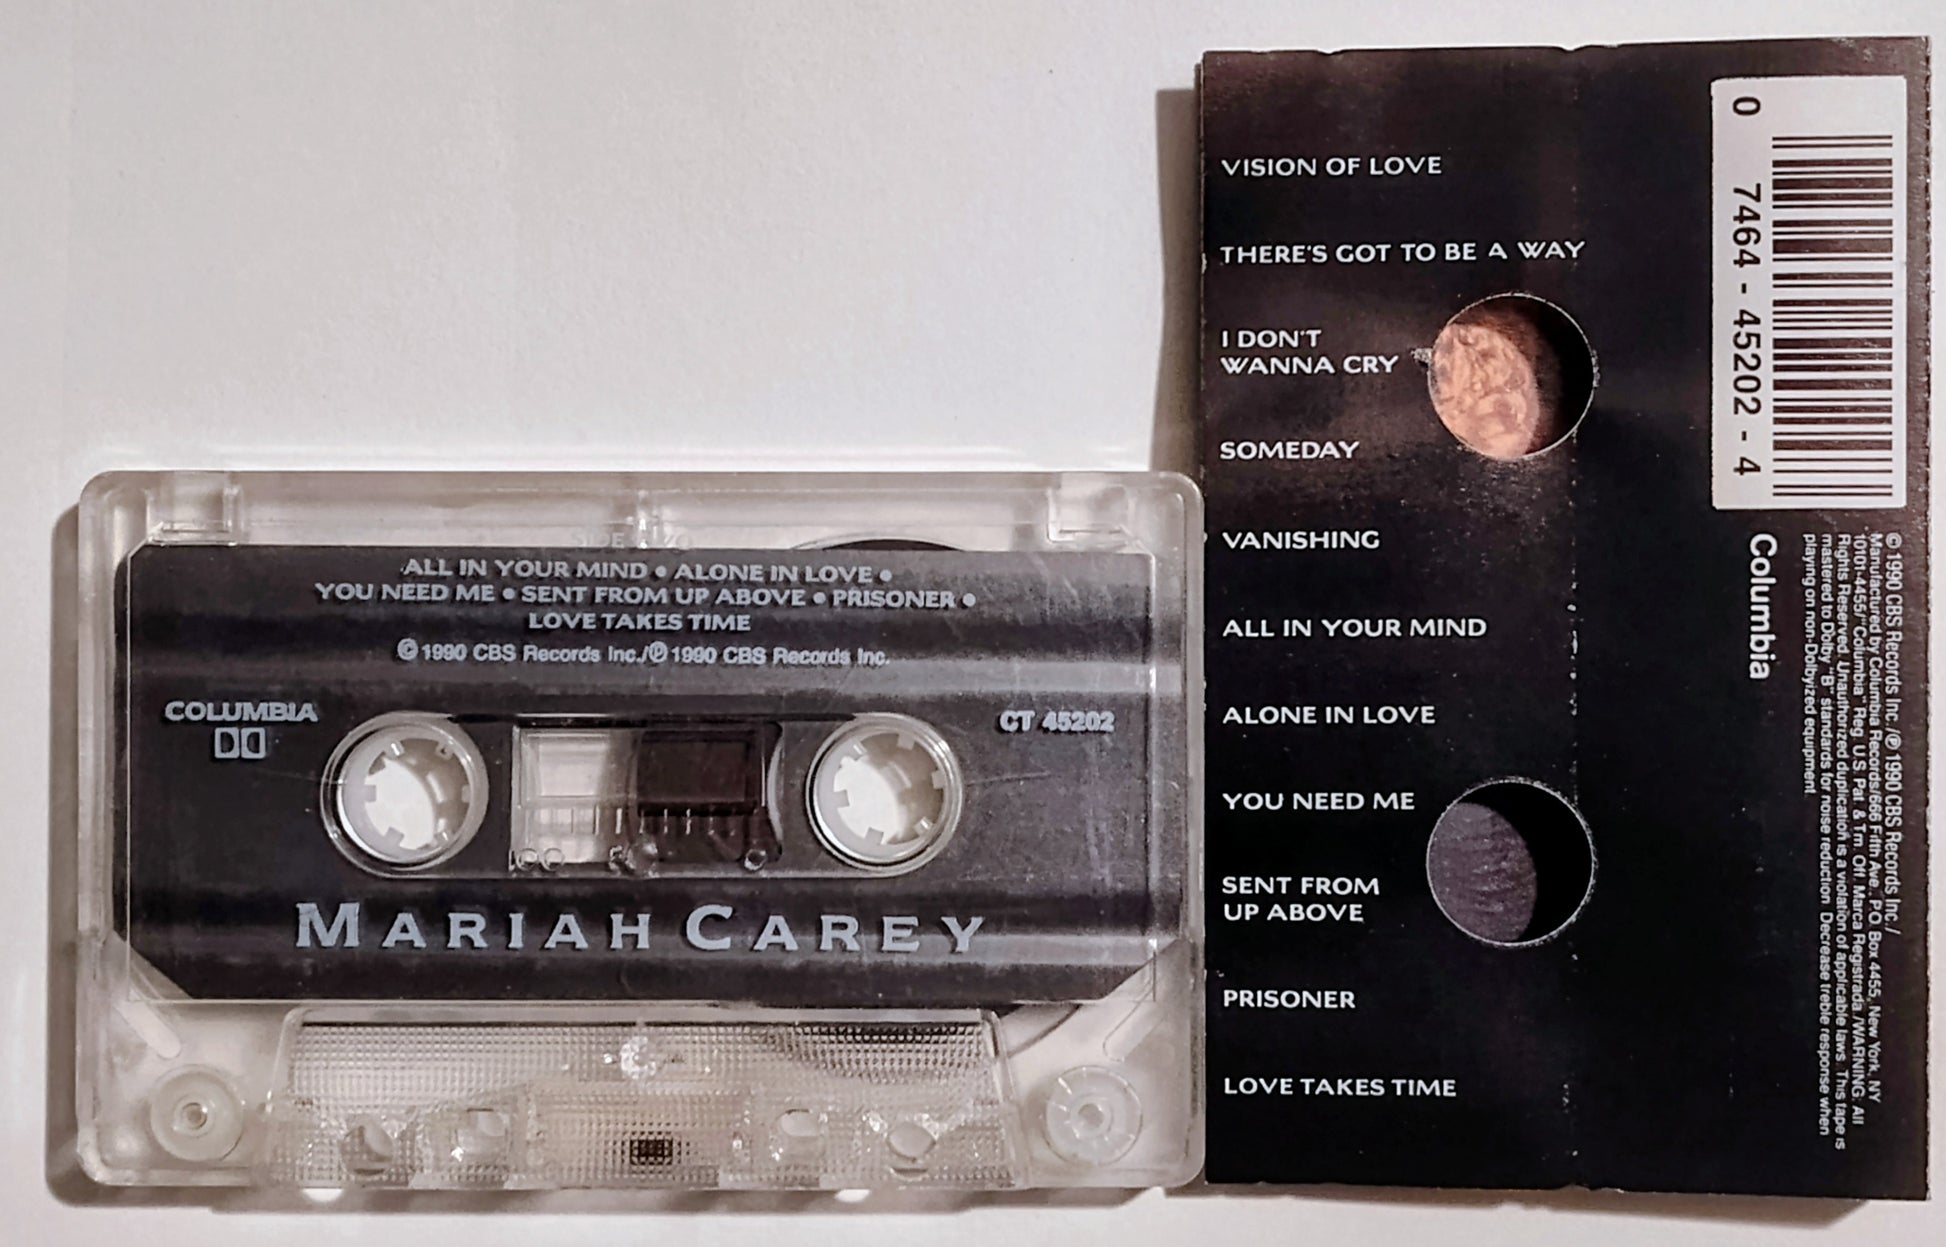 ALL IN YOUR MIND • ALONE IN LOVE •
YOU NEED ME • SENT FROM UP ABOVE • PRISONER •
LOVE TAKES TIME
© 1990 CBS Records Inc./℗ 1990 CBS Records Inc.
COLUMBIA
CT 45202
MARIAH CAREY
VISION OF LOVE
THERE'S GOT TO BE A WAY
I DON'T
WANNA CRY
SOMEDAY
VANISHING
ALL IN YOUR MIND
ALONE IN LOVE
YOU NEED ME
SENT FROM
UP ABOVE
PRISONER
LOVE TAKES TIME
0 7464 - 45202 - 4
Columbia
© 1990 CBS Records Inc./℗ 1990 CBS Records Inc./
Manufactured by Columbia Records/666 Fifth Ave., P.O. Box 4455, New York, NY
10101-4455/"Columbia" Reg. U.S. Pat. & Tm. Off. Marca Registrada./WARNING: All
Rights Reserved. Unauthorized duplication is a violation of applicable laws. This tape is
mastered to Dolby "B" standards for noise reduction. Decrease treble response when
playing on non-Dolbyized equipment.